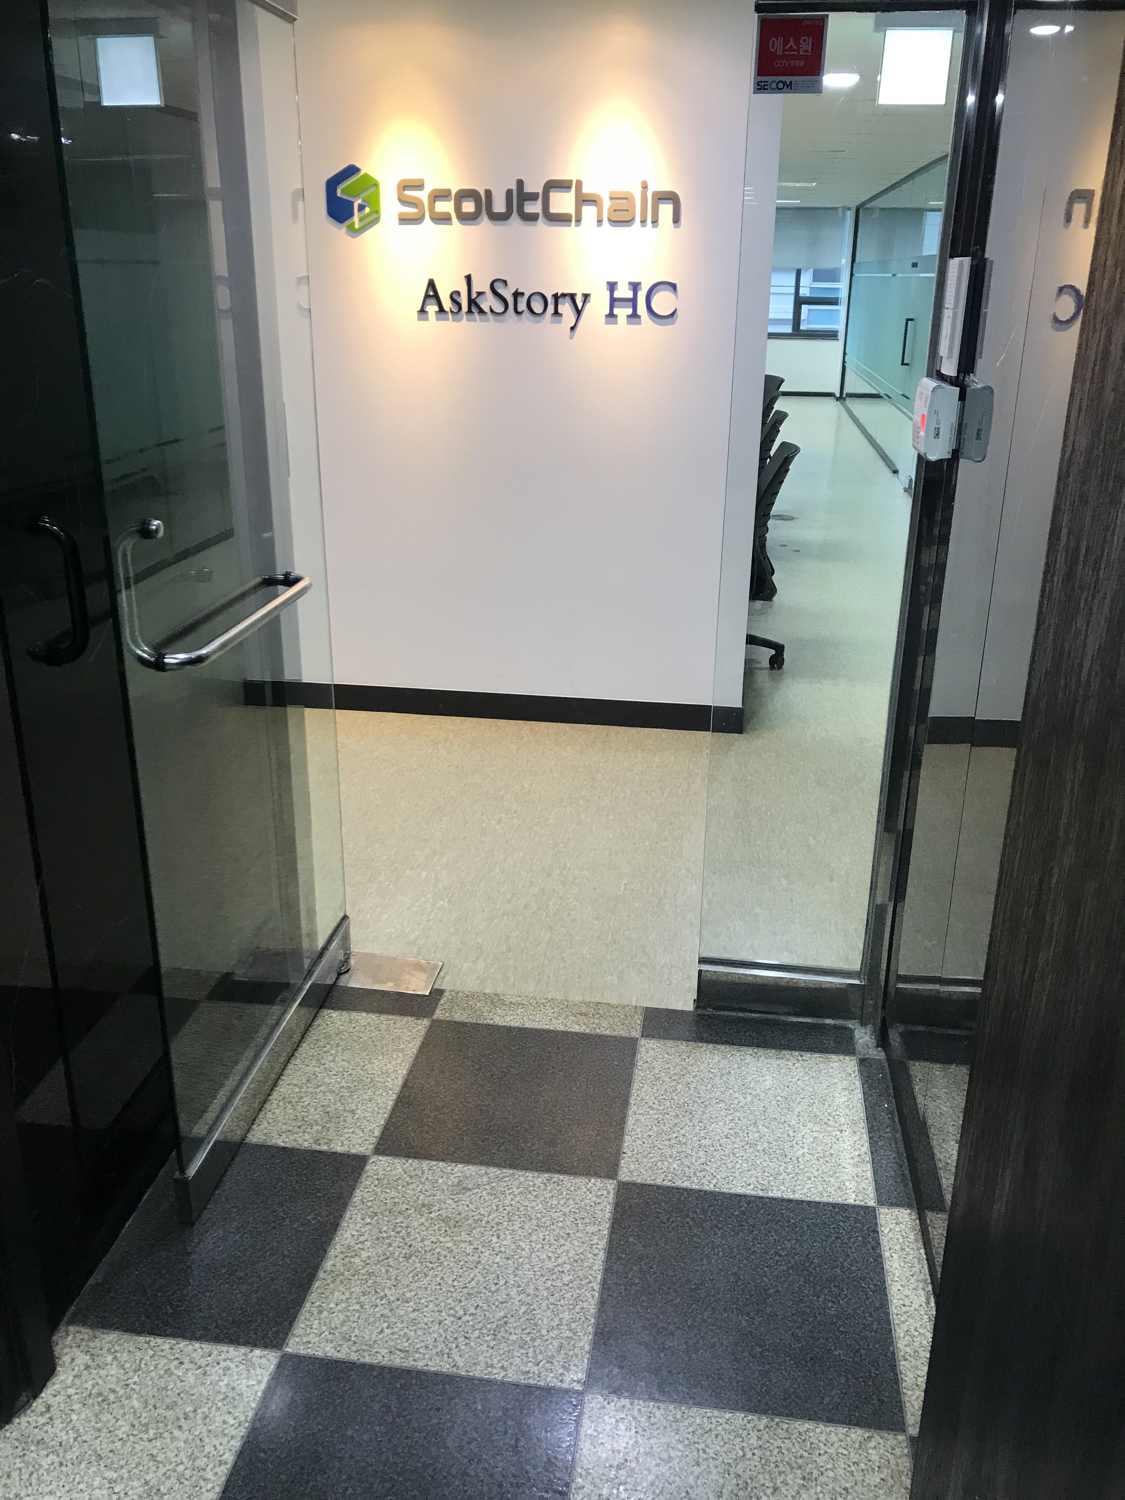 에스원
SECOM
ScoutChain
AskStory HC